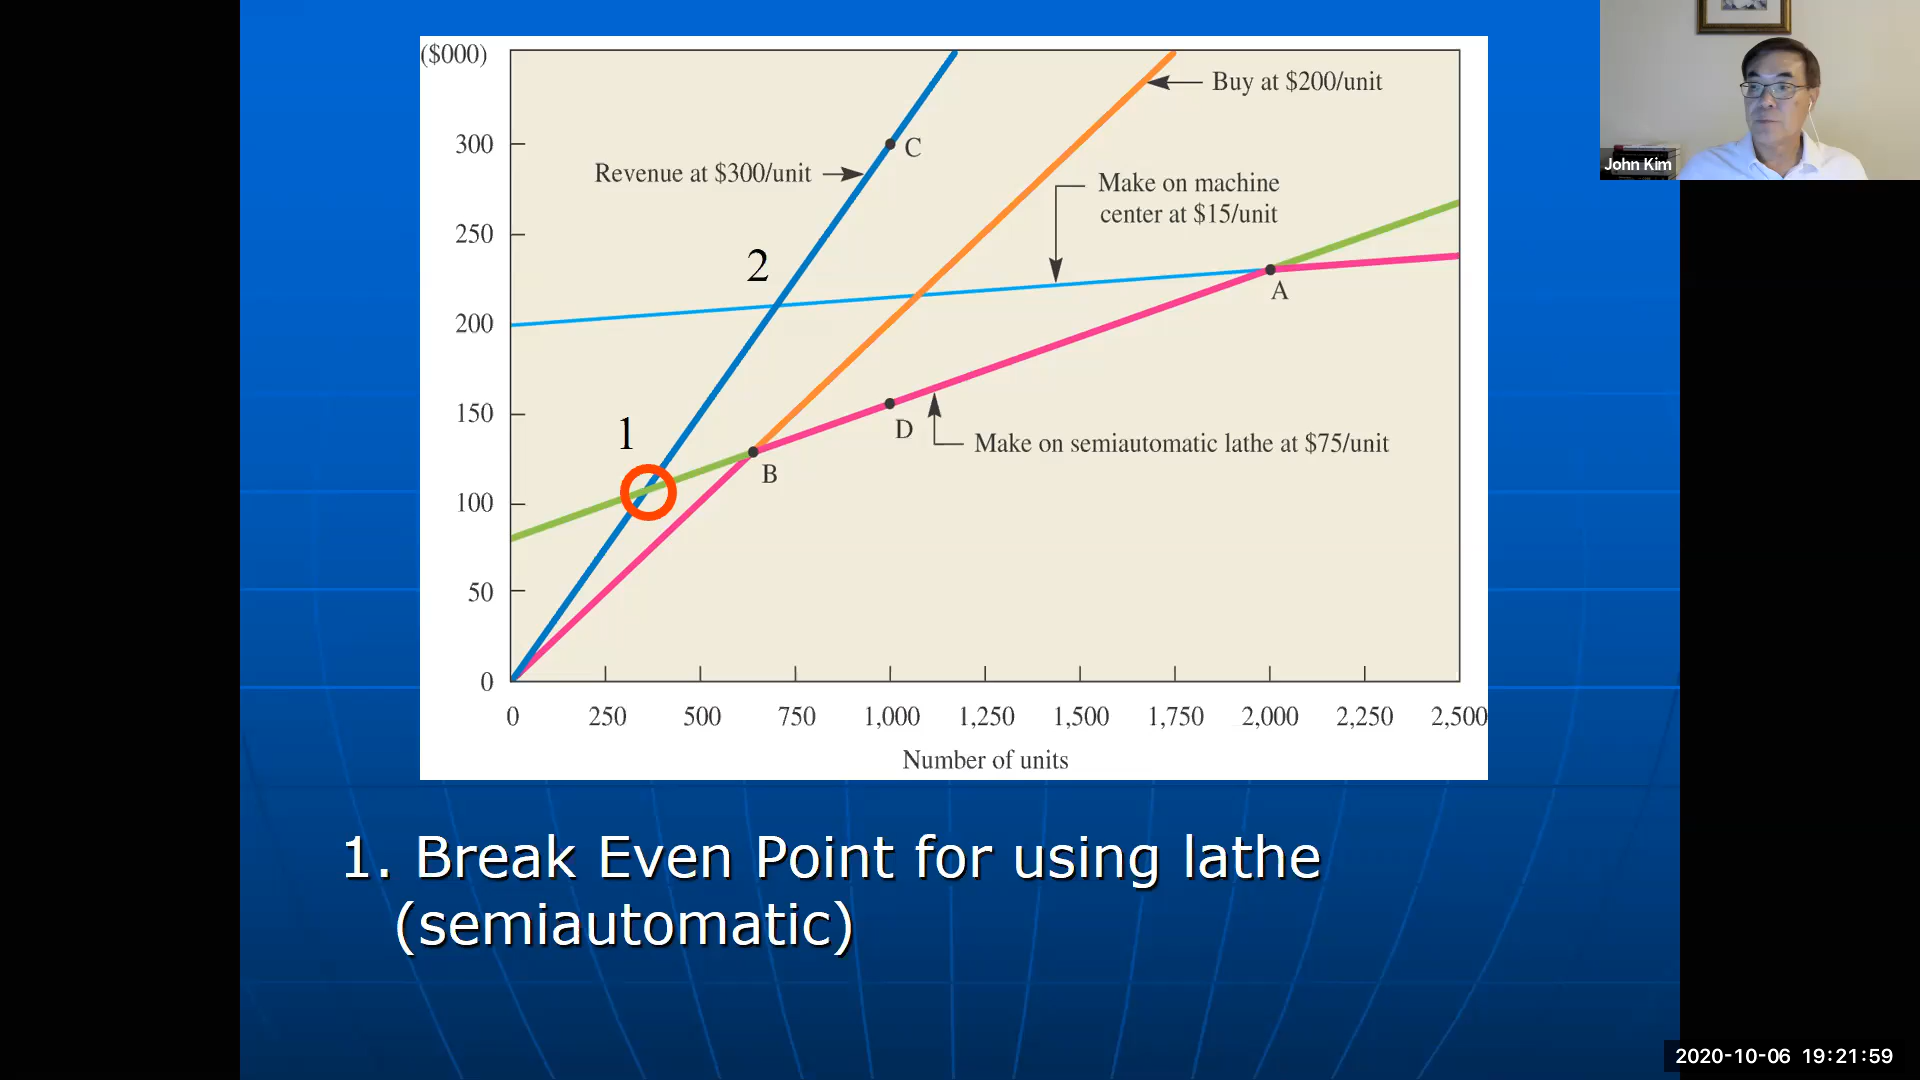 ($000)
300
250
200
150
100
50
0
0 250 500 750 1,000 1,250 1,500 1,750 2,000 2,250 2,500
Number of units
Buy at $200/unit
C
Revenue at $300/unit
Make on machine
center at $15/unit
2
A
1
D
Make on semiautomatic lathe at $75/unit
B
1. Break Even Point for using lathe
(semiautomatic)
John Kim
2020-10-06 19:21:59